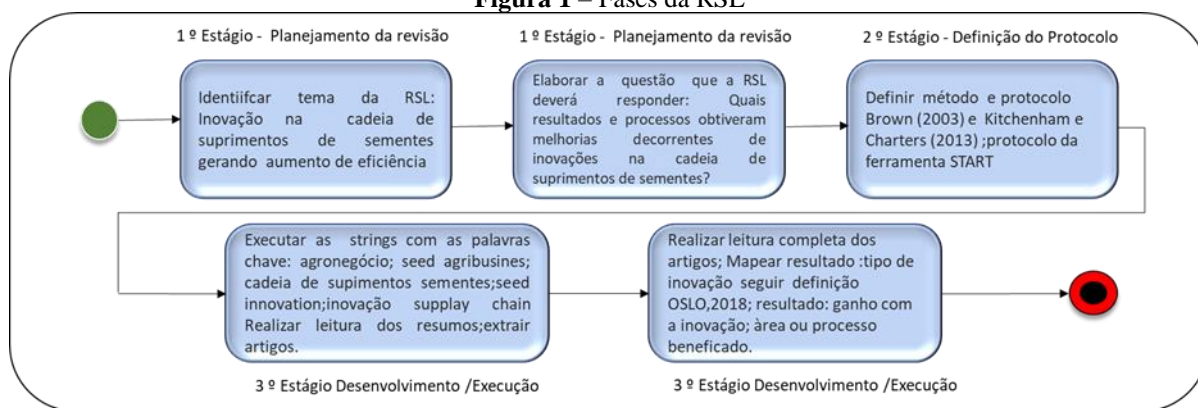 Figura 1 – Fases da RSL
1 º Estágio - Planejamento da revisão
1 º Estágio - Planejamento da revisão
2 º Estágio - Definição do Protocolo
Identiifcar tema da RSL:
Inovação na cadeia de
suprimentos de sementes
gerando aumento de eficiência
Elaborar a questão que a RSL
deverá responder: Quais
resultados e processos obtiveram
melhorias decorrentes de
inovações na cadeia de
suprimentos de sementes?
Definir método e protocolo
Brown (2003) e Kitchenham e
Charters (2013) ;protocolo da
ferramenta START
Executar as strings com as palavras
chave: agronegócio; seed agribusines;
cadeia de supimentos sementes;seed
innovation;inovação supplay chain
Realizar leitura dos resumos;extrair
artigos.
Realizar leitura completa dos
artigos; Mapear resultado :tipo de
inovação seguir definição
OSLO,2018; resultado: ganho com
a inovação; àrea ou processo
beneficado.
3 º Estágio Desenvolvimento /Execução
3 º Estágio Desenvolvimento /Execução